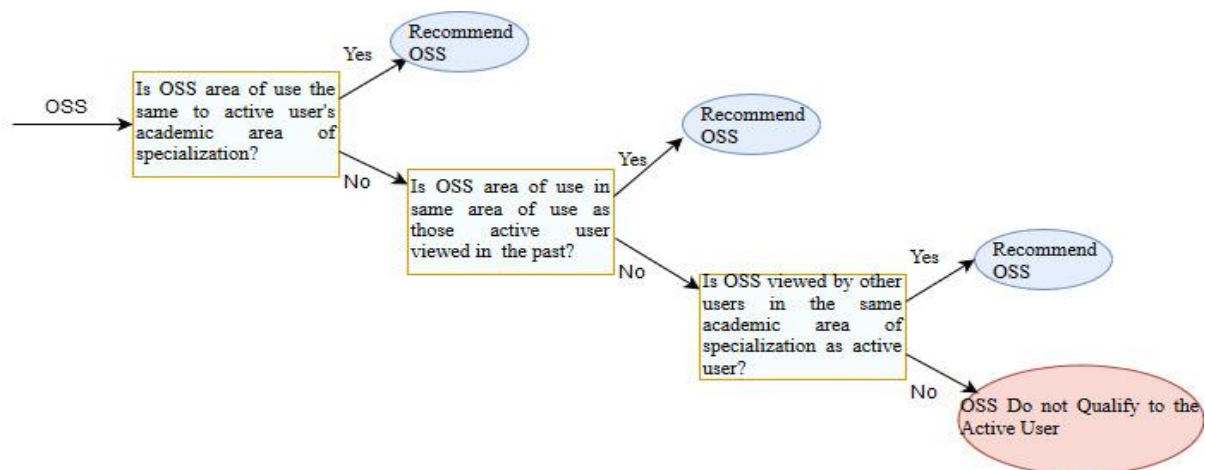 Recommend
OSS
Yes
OSS
Is OSS area of use the
same to active user's
academic area of
specialization?
No
Recommend
OSS
Yes
Is OSS area of use in
same area of use as
those active user
viewed in the past?
No
Recommend
OSS
Yes
Is OSS viewed by other
users in the same
academic area of
specialization as active
user?
No
OSS Do not Qualify to the
Active User